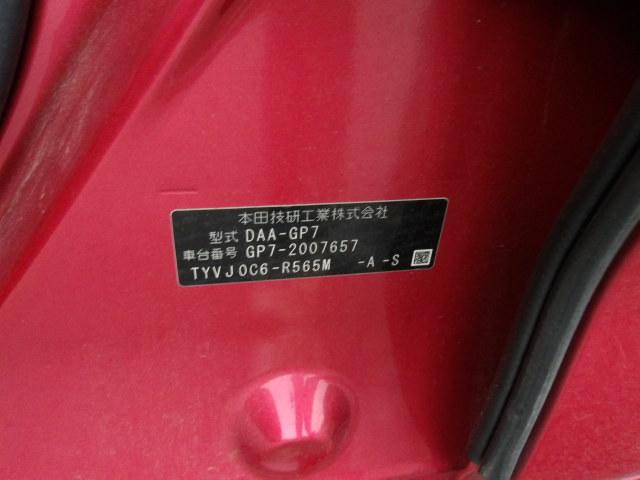 本田技研工業株式会社
型式 DAA-GP7
車台番号 GP7-2007657
TYVJ0C6-R565M -A -S